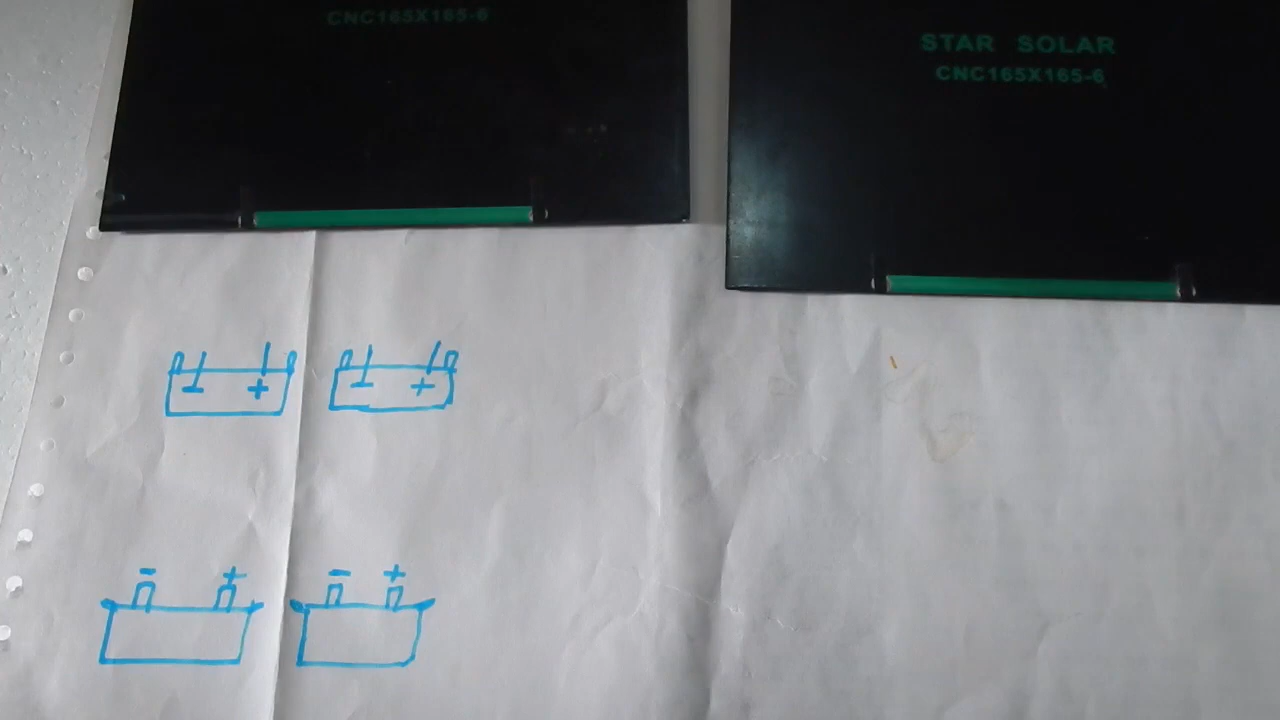 CNC165X165-6
STAR SOLAR
CNC165X165-6
- +
- +
- +
- +